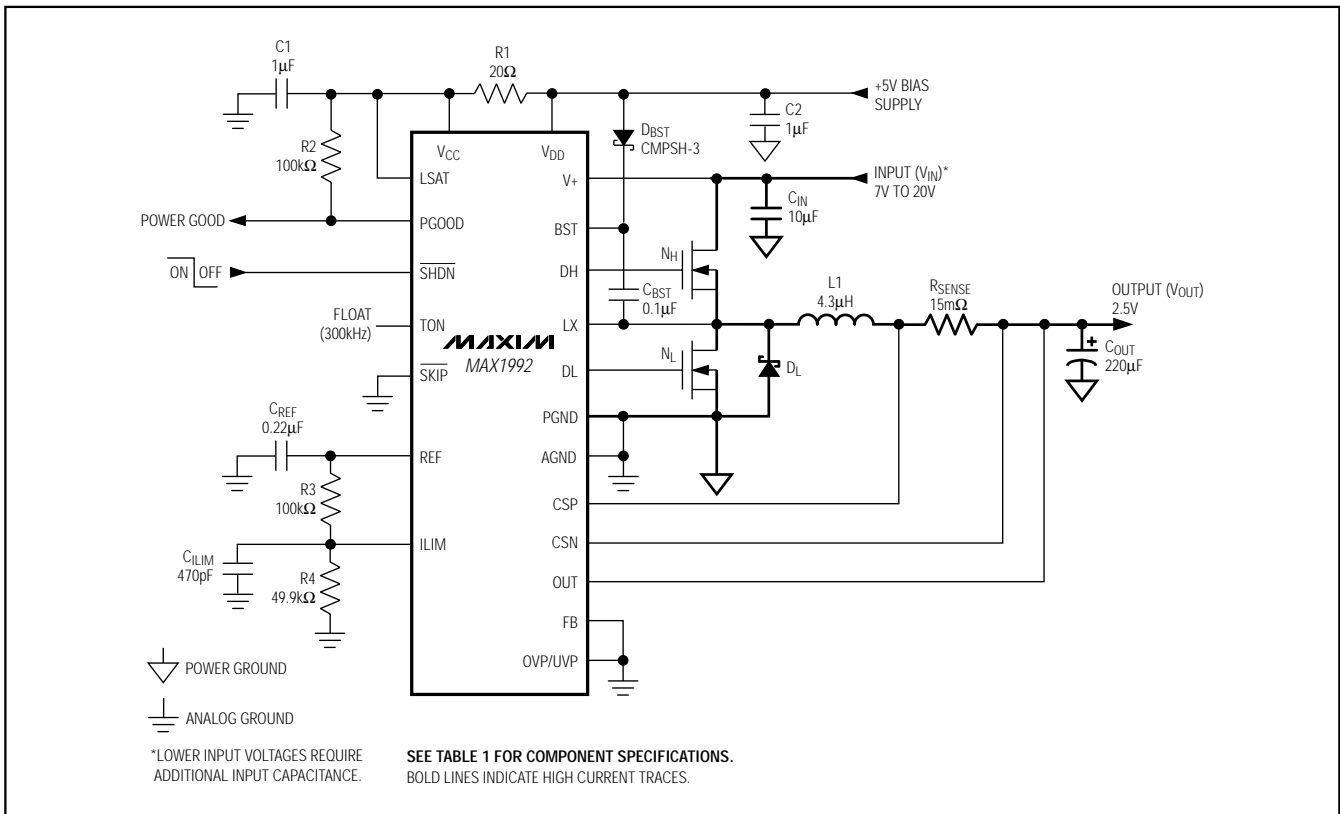 C1
1µF
R1
20Ω
+5V BIAS
SUPPLY
C2
1µF
DBST
CMPSH-3
R2
100kΩ
VCC
VDD
LSAT
V+
INPUT (VIN)*
7V TO 20V
CIN
10µF
POWER GOOD
PGOOD
BST
NH
ON
OFF
SHDN
DH
CBST
0.1µF
L1
4.3µH
RSENSE
15mΩ
OUTPUT (VOUT)
2.5V
FLOAT
(300kHz)
TON
LX
MAXIM
MAX1992
NL
DL
DL
+
COUT
220µF
SKIP
PGND
CREF
0.22µF
REF
AGND
R3
100kΩ
CSP
CILIM
470pF
ILIM
CSN
R4
49.9kΩ
OUT
FB
OVP/UVP
POWER GROUND
ANALOG GROUND
*LOWER INPUT VOLTAGES REQUIRE
ADDITIONAL INPUT CAPACITANCE.
SEE TABLE 1 FOR COMPONENT SPECIFICATIONS.
BOLD LINES INDICATE HIGH CURRENT TRACES.